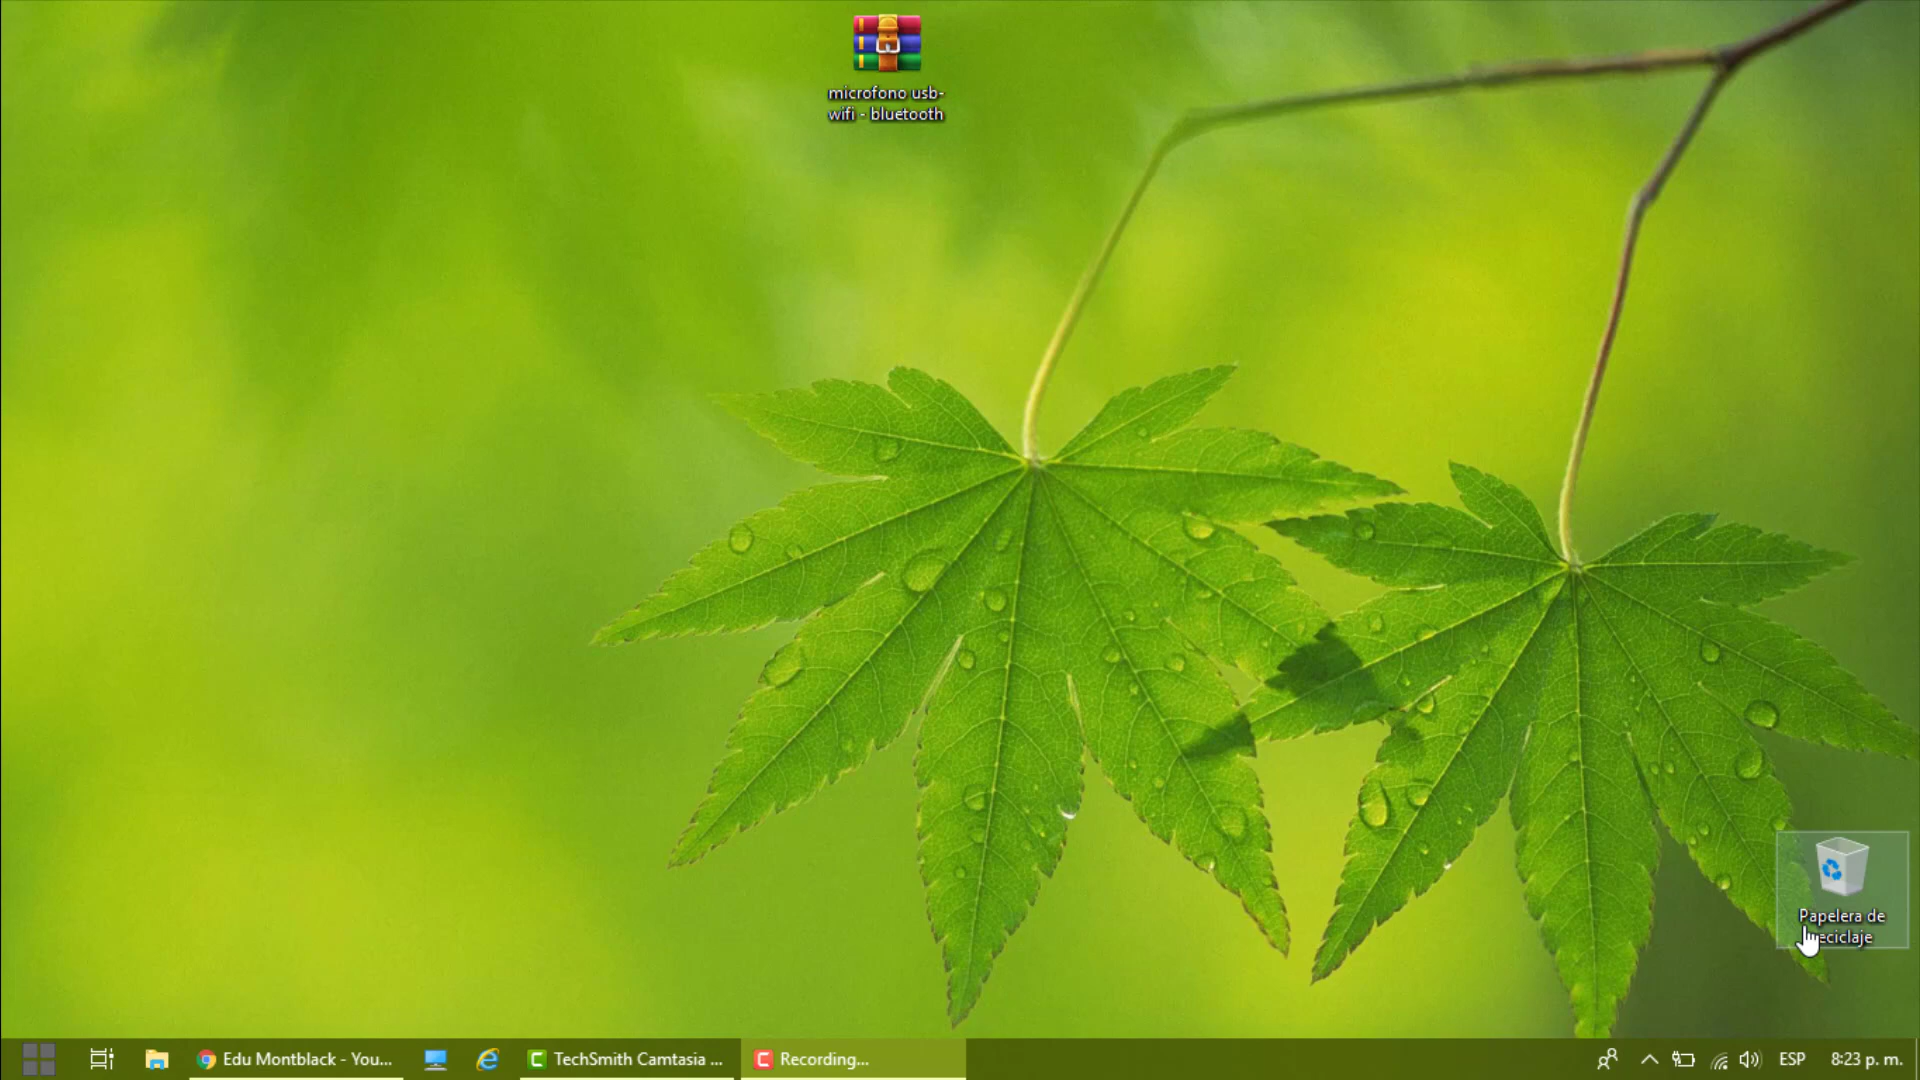 microfono usb-
wifi - bluetooth
Papelera de
reciclaje
Edu Montblack - You...
TechSmith Camtasia ...
Recording...
ESP
8:23 p. m.